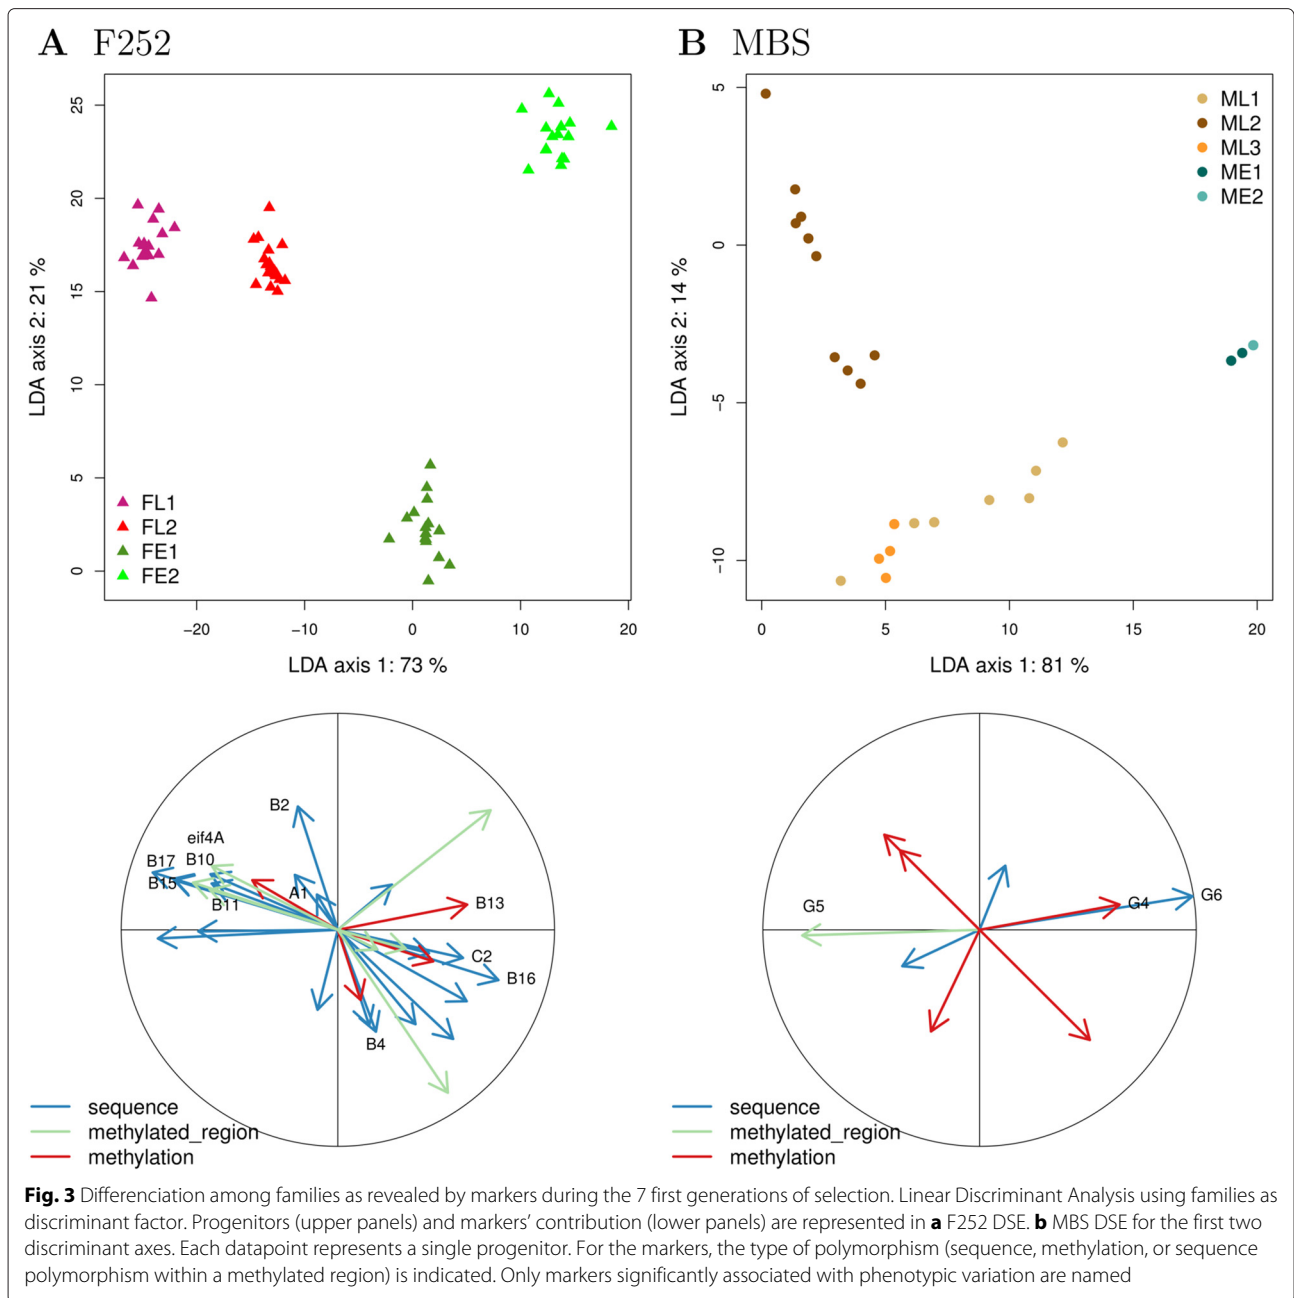 A F252
B MBS
25
20
15
10
5
0
LDA axis 2: 21 %
FL1
FL2
FE1
FE2
−20
−10
0
10
20
LDA axis 1: 73 %
5
0
−5
−10
LDA axis 2: 14 %
ML1
ML2
ML3
ME1
ME2
0
5
10
15
20
LDA axis 1: 81 %
B2
eif4A
B17
B10
B15
B11
A1
B13
C2
B16
B4
sequence
methylated_region
methylation
G5
G4
G6
sequence
methylated_region
methylation
Fig. 3 Differenciation among families as revealed by markers during the 7 first generations of selection. Linear Discriminant Analysis using families as
discriminant factor. Progenitors (upper panels) and markers' contribution (lower panels) are represented in a F252 DSE. b MBS DSE for the first two
discriminant axes. Each datapoint represents a single progenitor. For the markers, the type of polymorphism (sequence, methylation, or sequence
polymorphism within a methylated region) is indicated. Only markers significantly associated with phenotypic variation are named